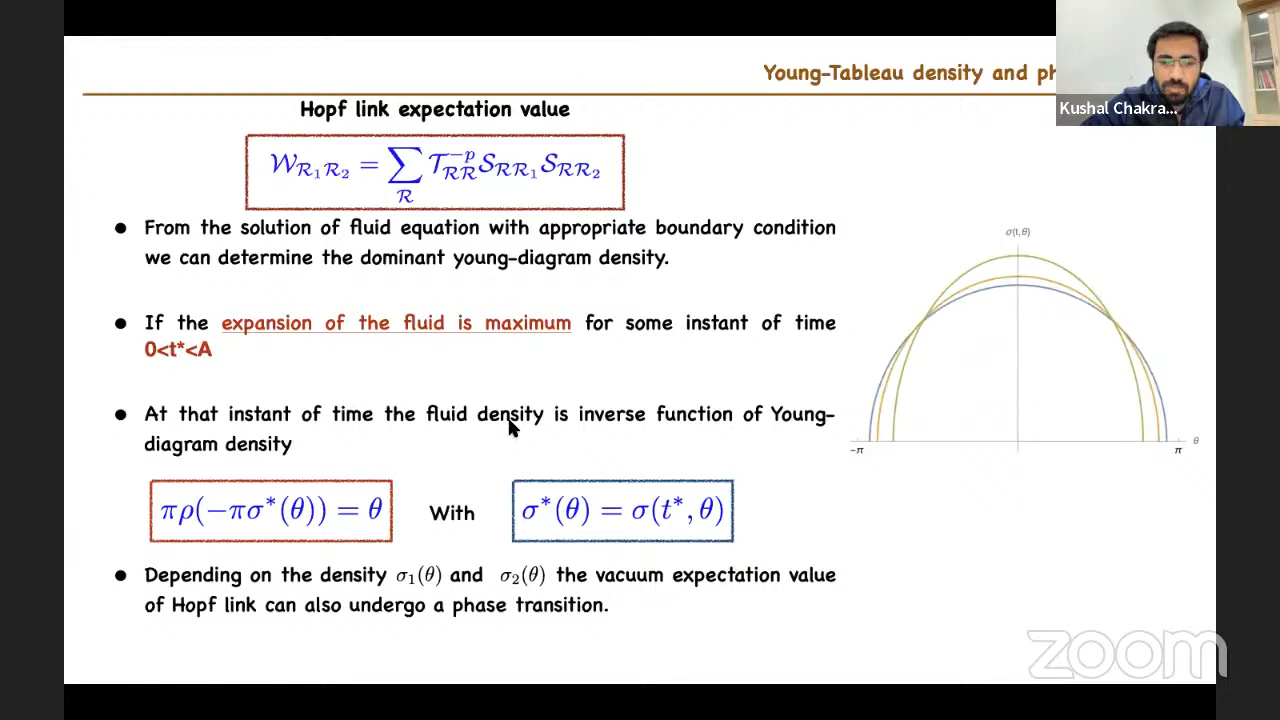 Young-Tableau density and ph
Kushal Chakra...
Hopf link expectation value
𝒲_{ℛ₁ℛ₂} = ∑_ℛ 𝒯_{ℛℛ}^{-p} 𝒮_{ℛℛ₁} 𝒮_{ℛℛ₂}
● From the solution of fluid equation with appropriate boundary condition
we can determine the dominant young-diagram density.
● If the expansion of the fluid is maximum for some instant of time
0<t*<A
● At that instant of time the fluid density is inverse function of Young-
diagram density
πρ(−πσ*(θ)) = θ With σ*(θ) = σ(t*, θ)
● Depending on the density σ₁(θ) and σ₂(θ) the vacuum expectation value
of Hopf link can also undergo a phase transition.
σ(t,θ)
θ
-π π
zoom